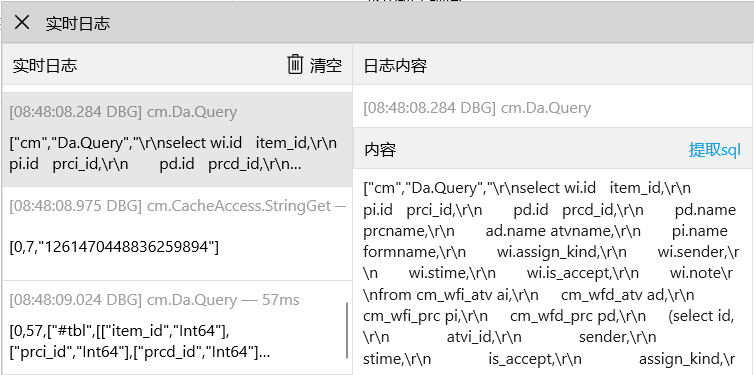 实时日志
实时日志
清空
[08:48:08.284 DBG] cm.Da.Query
["cm","Da.Query","\r\nselect wi.id   item_id,\r\n
pi.id   prci_id,\r\n       pd.id   prcd_id,\r\n...
[08:48:08.975 DBG] cm.CacheAccess.StringGet —
[0,7,"1261470448836259894"]
[08:48:09.024 DBG] cm.Da.Query — 57ms
[0,57,["#tbl",[["item_id","Int64"],
["prci_id","Int64"],["prcd_id","Int64"]...
日志内容
[08:48:08.284 DBG] cm.Da.Query
内容
提取sql
["cm","Da.Query","\r\nselect wi.id   item_id,\r\n
pi.id   prci_id,\r\n       pd.id   prcd_id,\r\n       pd.name
prcname,\r\n       ad.name atvname,\r\n       pi.name
formname,\r\n       wi.assign_kind,\r\n       wi.sender,\r
\n       wi.stime,\r\n       wi.is_accept,\r\n       wi.note\r
\nfrom cm_wfi_atv ai,\r\n     cm_wfd_atv ad,\r\n
cm_wfi_prc pi,\r\n     cm_wfd_prc pd,\r\n     (select id,
\r\n             atvi_id,\r\n             sender,\r\n
stime,\r\n             is_accept,\r\n             assign_kind,\r